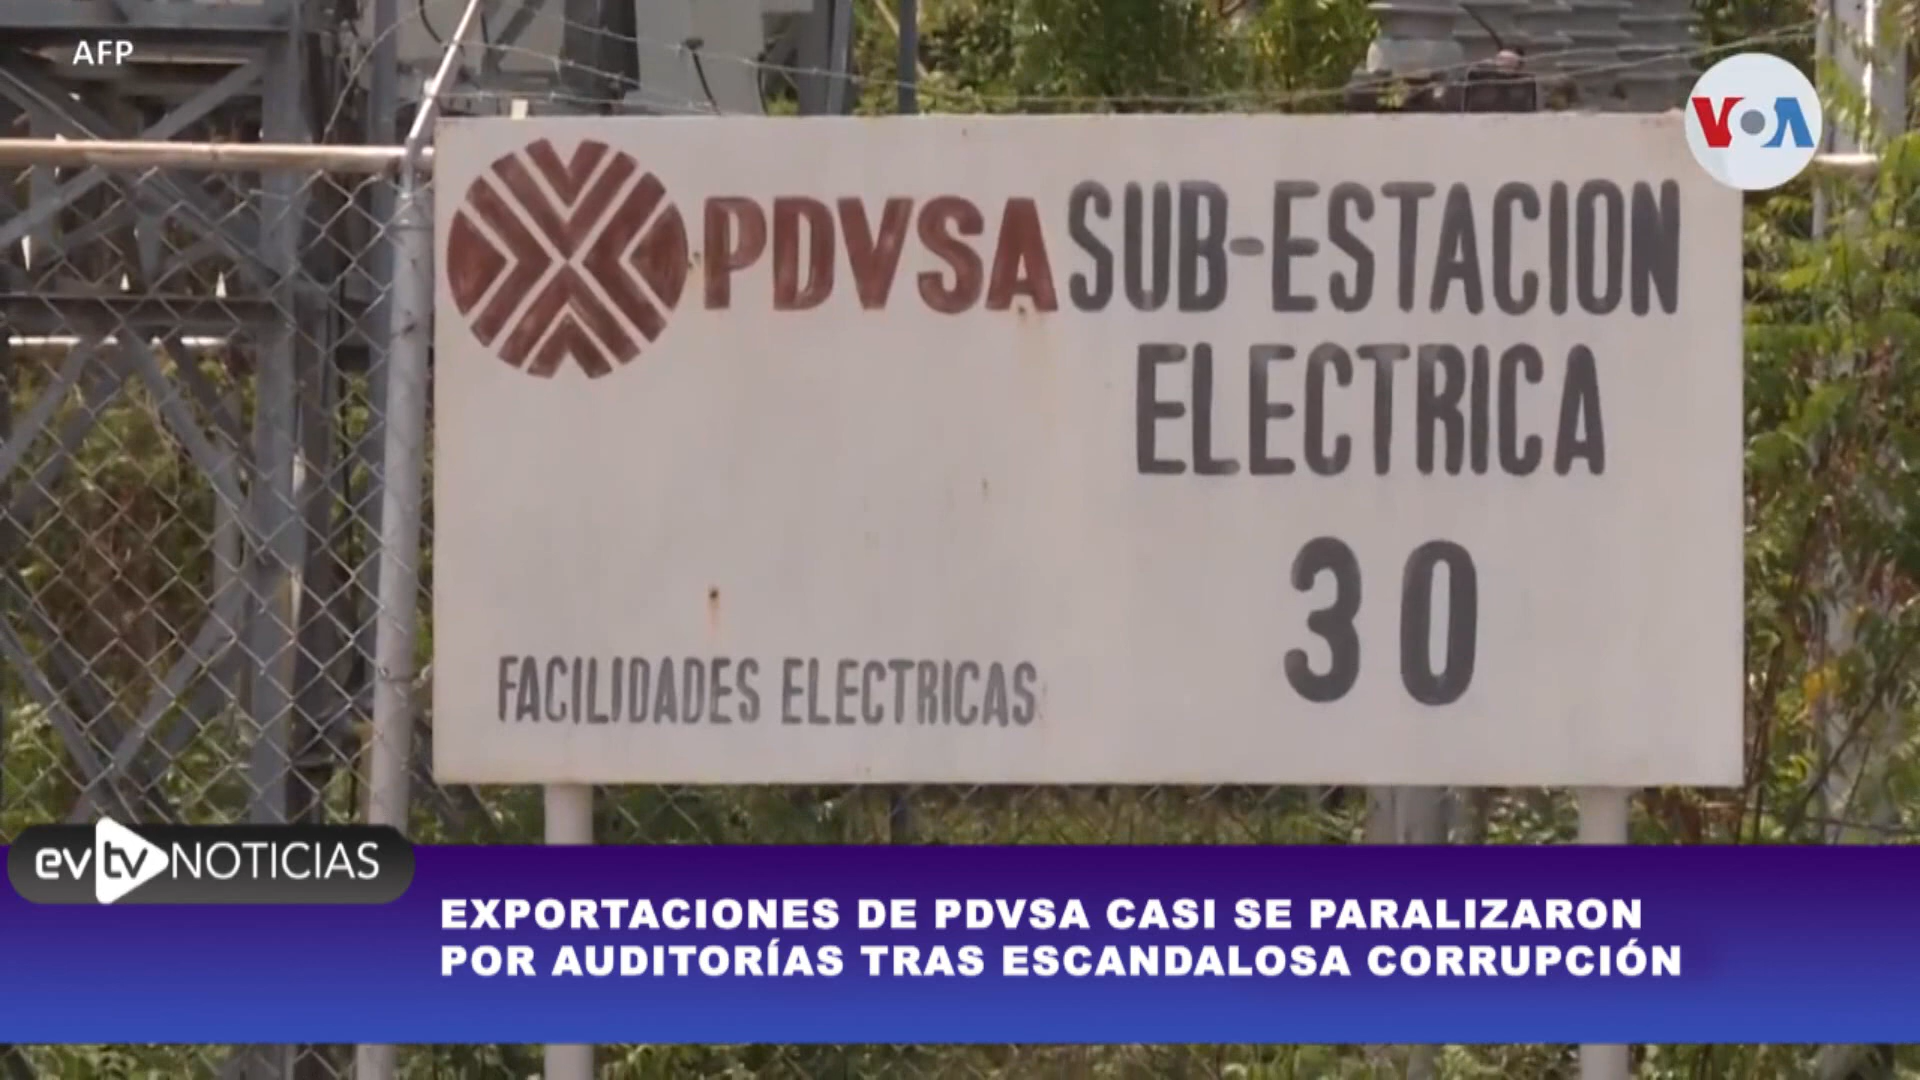 AFP
VOA
PDVSA SUB-ESTACION
ELECTRICA
30
FACILIDADES ELECTRICAS
evtv NOTICIAS
EXPORTACIONES DE PDVSA CASI SE PARALIZARON
POR AUDITORÍAS TRAS ESCANDALOSA CORRUPCIÓN